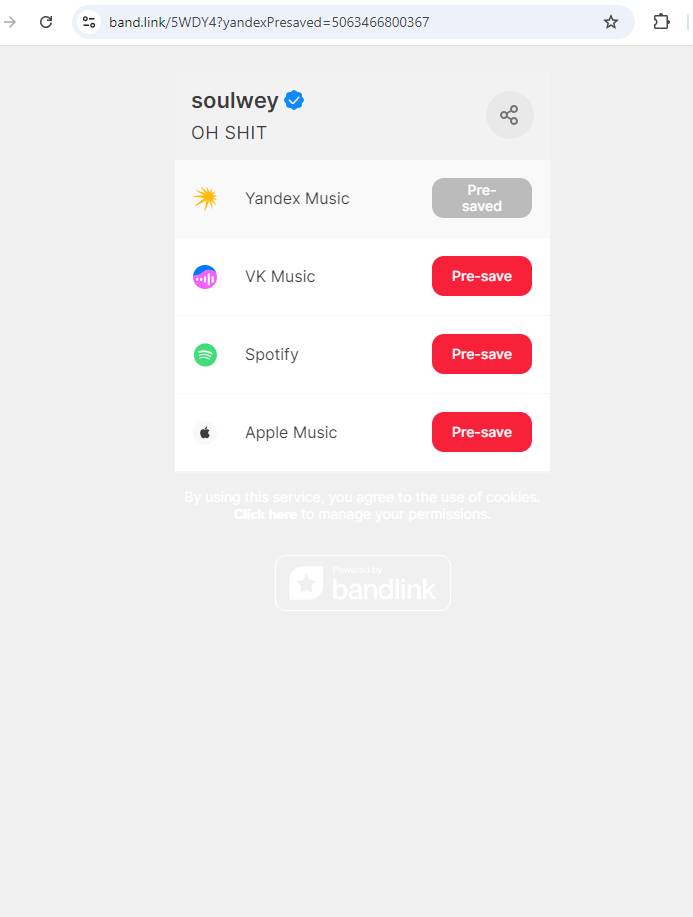 band.link/5WDY4?yandexPresaved=5063466800367
soulwey
OH SHIT
Yandex Music
Pre-
saved
VK Music
Pre-save
Spotify
Pre-save
Apple Music
Pre-save
By using this service, you agree to the use of cookies.
Click here to manage your permissions.
Powered by
bandlink